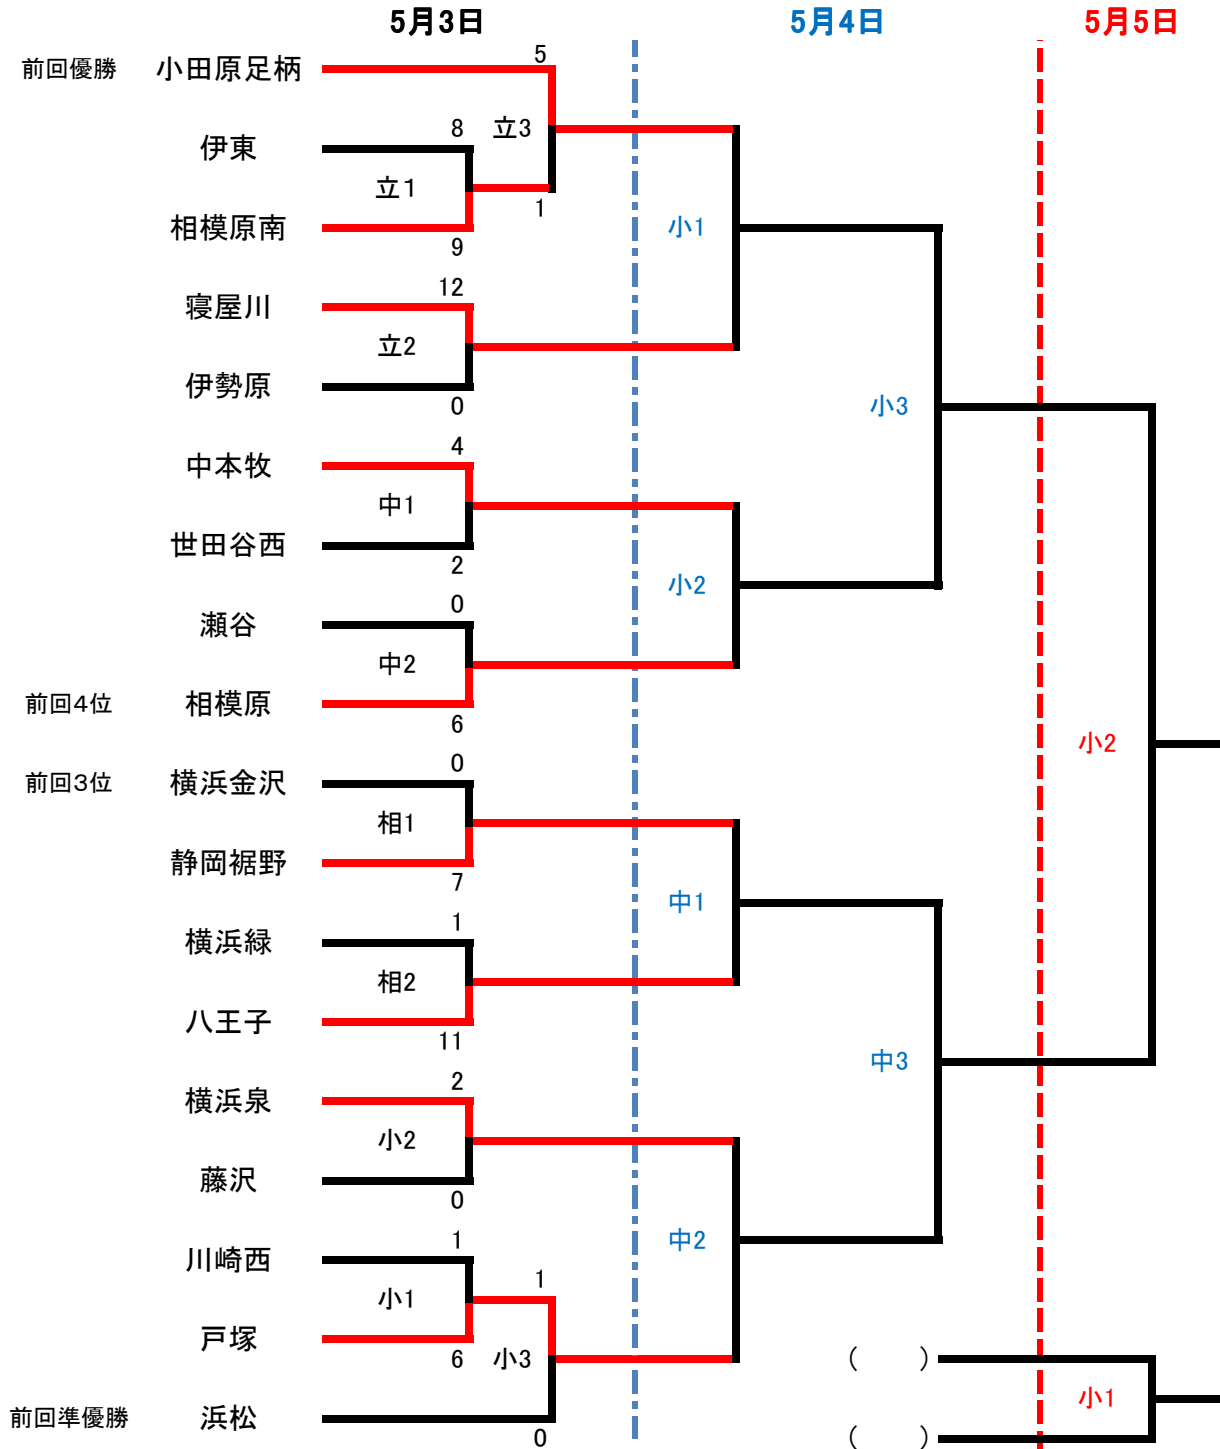 5月3日 5月4日 5月5日
5
前回優勝 小田原足柄
8 立3
伊東
立1
1
相模原南 小1
9
12
寝屋川
立2
伊勢原
0 小3
4
中本牧
中1
世田谷西
2
小2
0
瀬谷
中2
前回4位 相模原
6
小2
0
前回3位 横浜金沢
相1
静岡裾野
7
中1
1
横浜緑
相2
八王子
11
中3
2
横浜泉
小2
藤沢
0
1 中2
川崎西
1
小1
戸塚
6 小3 ( )
小1
前回準優勝 浜松
0 ( )